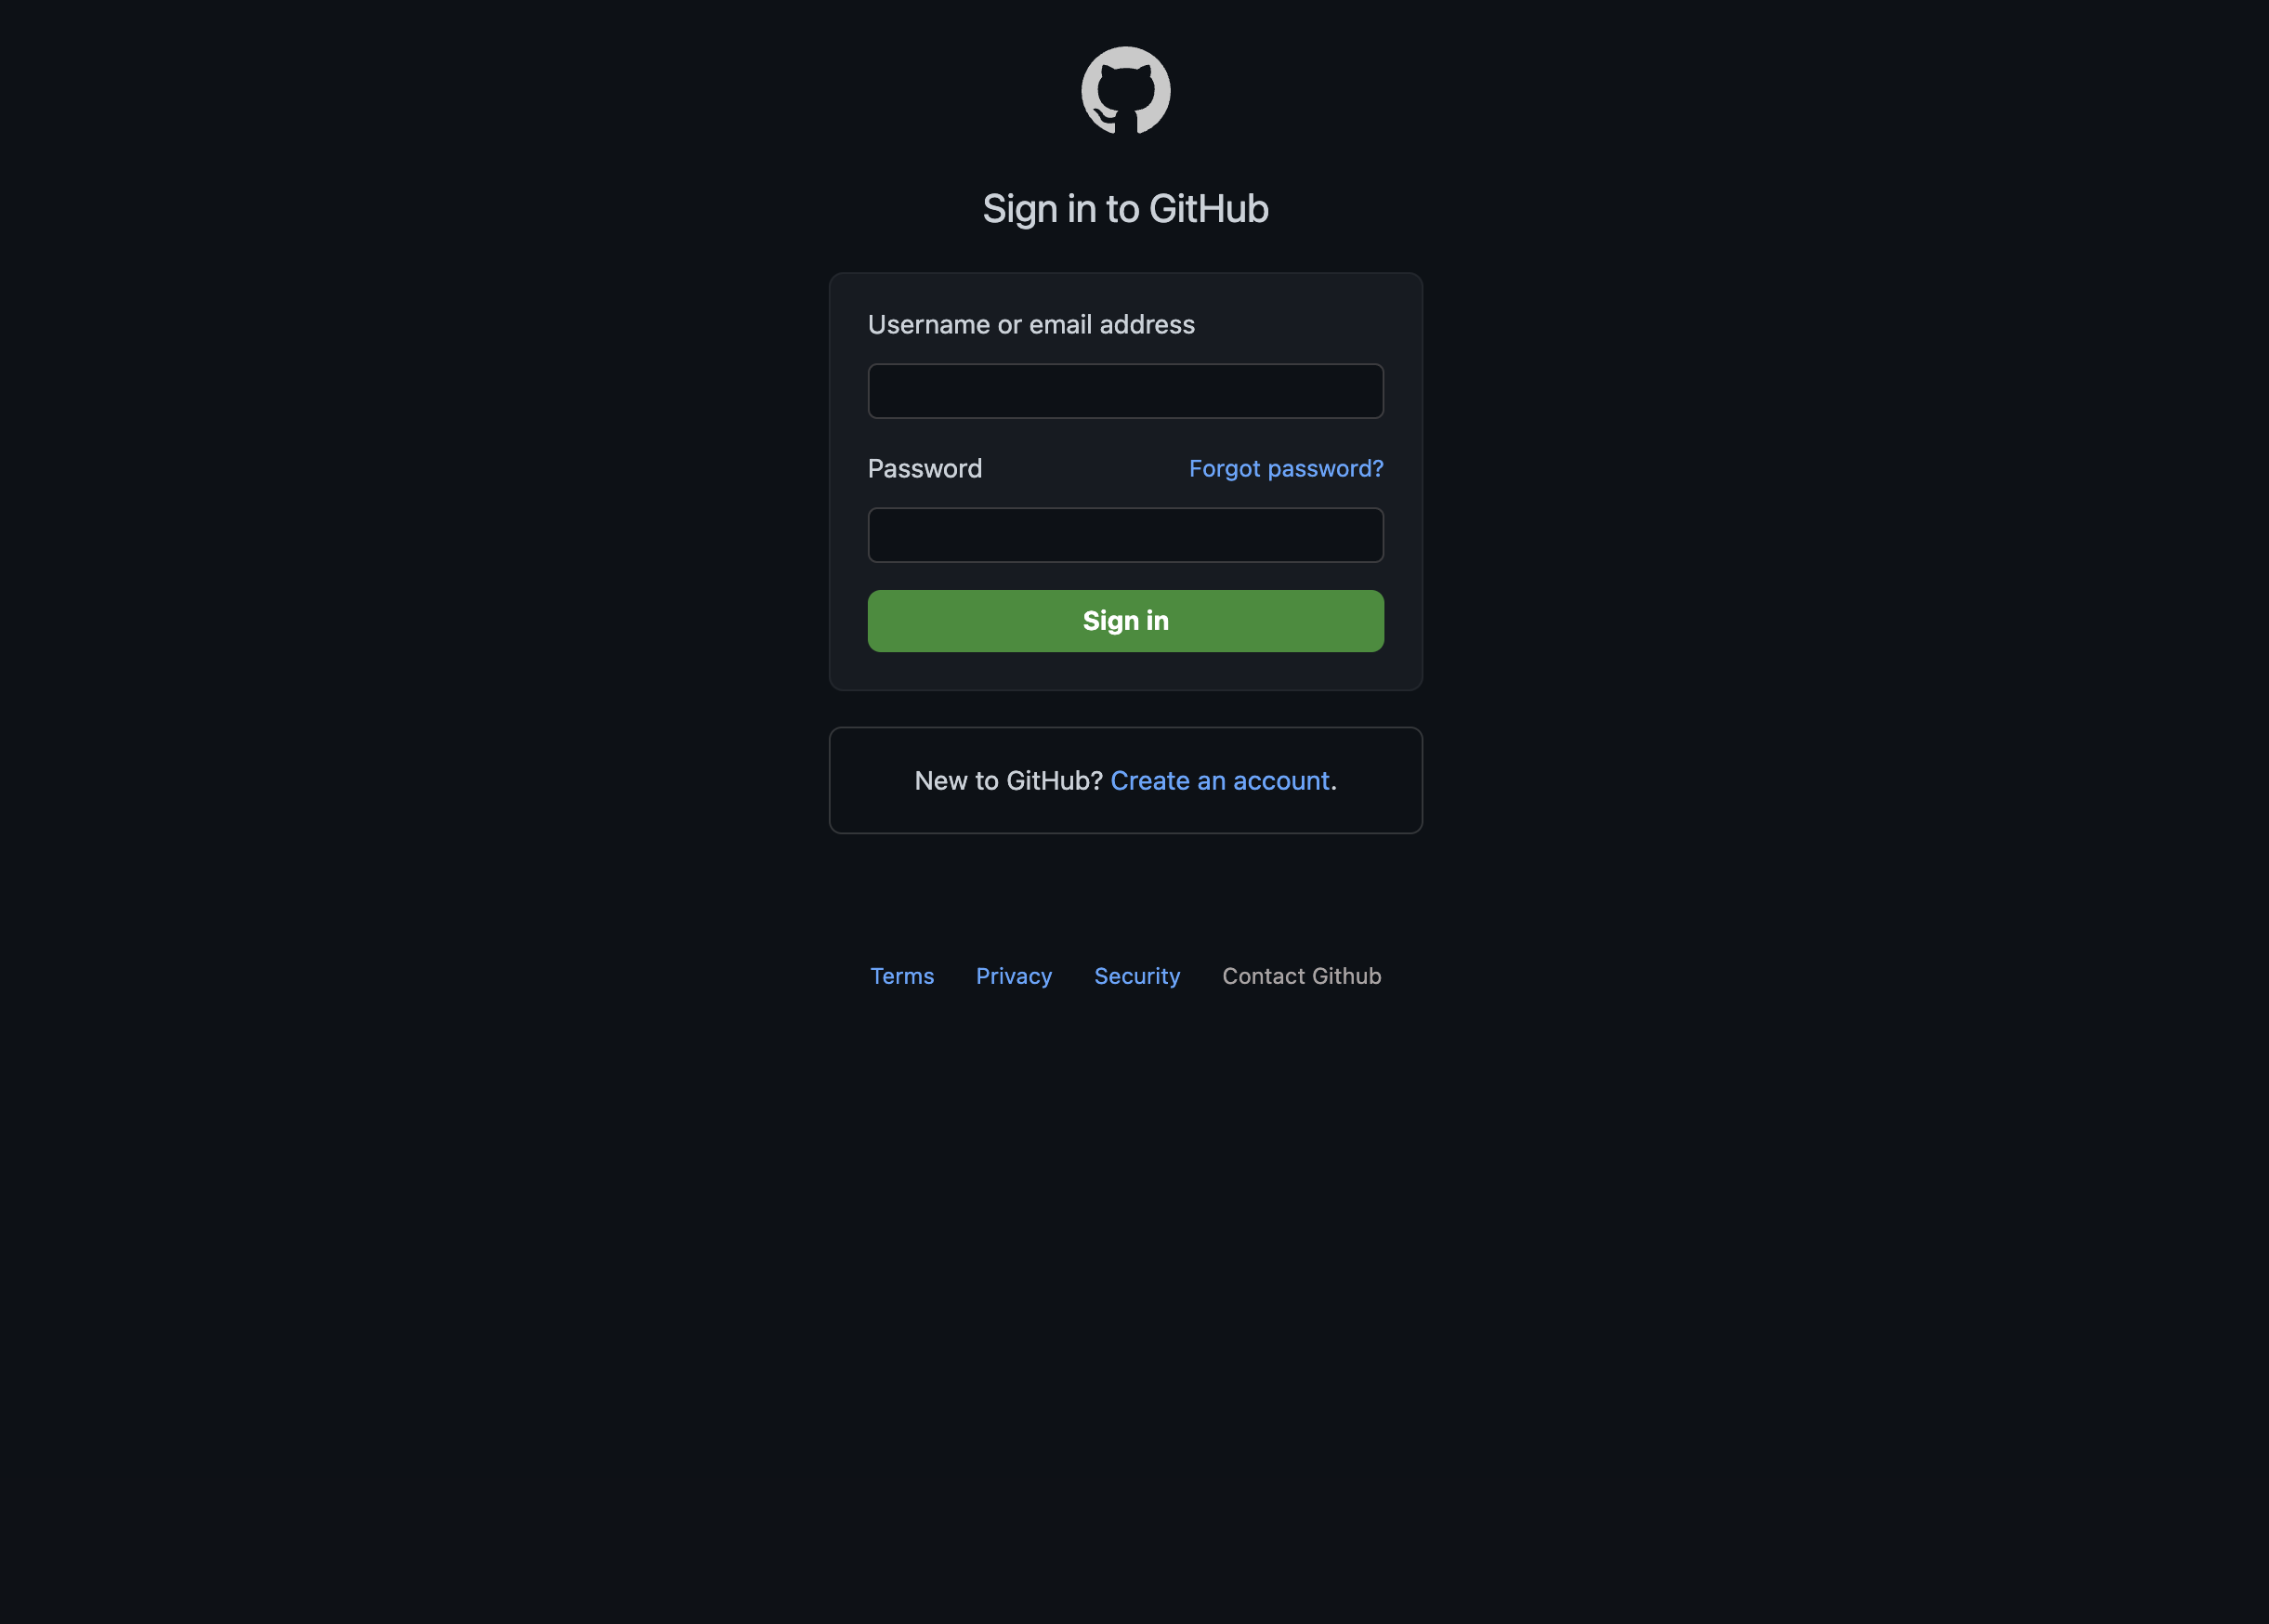 Sign in to GitHub
Username or email address
Password Forgot password?
Sign in
New to GitHub? Create an account.
Terms Privacy Security Contact Github